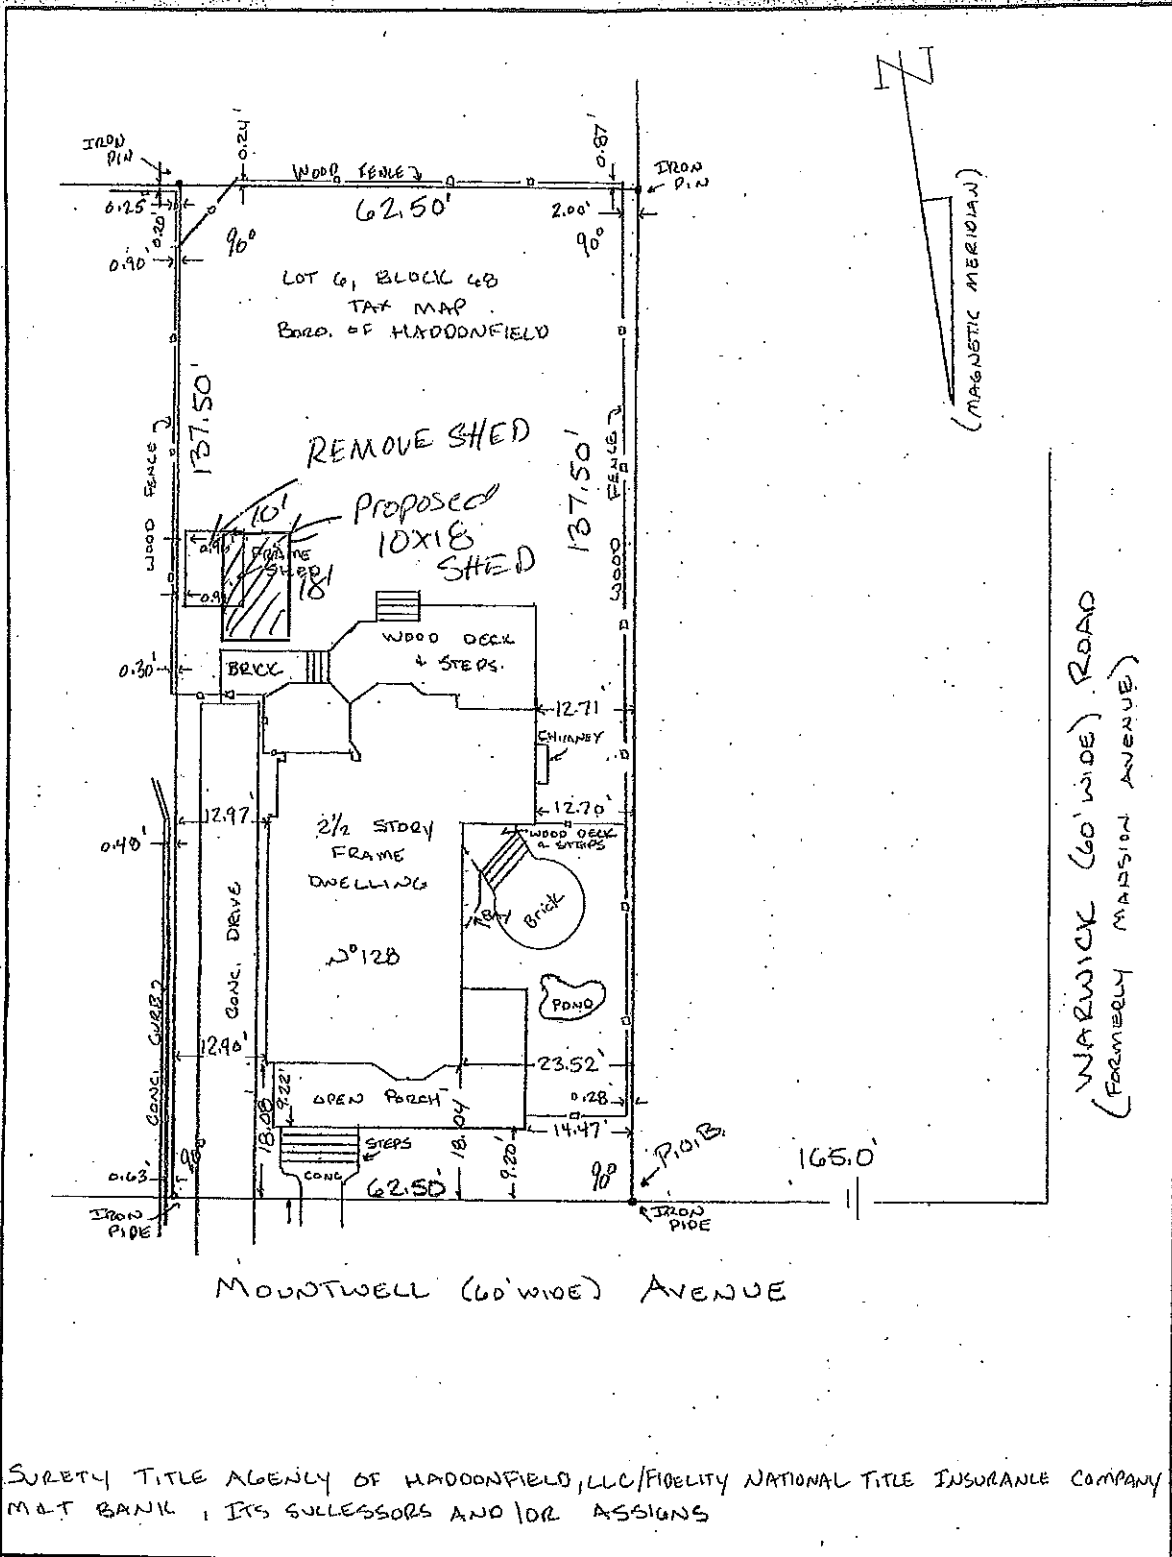 IRON
PIN
0.24'
WOOD FENCE
0.87'
IRON
PIN
0.25'
0.20'
62.50'
2.00'
0.90'
90°
90°
LOT 6, BLOCK 68
TAX MAP
BORO. OF HADDONFIELD
(MAGNETIC MERIDIAN)
WOOD FENCE
137.50'
REMOVE SHED
137.50'
WOOD FENCE
10'
Proposed
10X18
SHED
FRAME
SHED
18'
0.30'
BRICK
WOOD DECK
& STEPS.
12.71'
CHIMNEY
12.70'
WOOD DECK
& STEPS
12.97'
0.48'
2½ STORY
FRAME
DWELLING
BAY
Brick
Nº 128
CONC. DRIVE
POND
CONC. CURB
12.90'
23.52'
OPEN PORCH
0.28'
9.22'
18.08'
18.04'
14.47'
STEPS
9.20'
CONC
P.O.B.
0.63'
90°
62.50'
90°
165.0'
IRON
PIPE
IRON
PIPE
WARWICK (60' WIDE) ROAD
(FORMERLY MANSION AVENUE)
MOUNTWELL (60' WIDE) AVENUE
SURETY TITLE AGENCY OF HADDONFIELD, LLC/FIDELITY NATIONAL TITLE INSURANCE COMPANY
M&T BANK, ITS SUCCESSORS AND/OR ASSIGNS